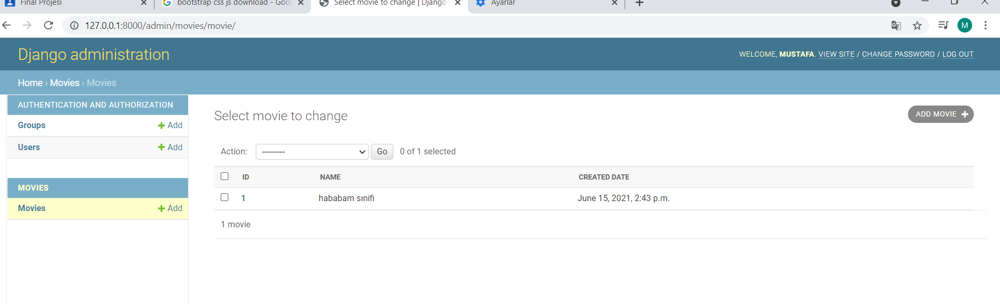 Final Projesi
bootstrap css js download - Goo
Select movie to change | Django
Ayarlar
127.0.0.1:8000/admin/movies/movie/
M
Django administration
WELCOME, MUSTAFA. VIEW SITE / CHANGE PASSWORD / LOG OUT
Home › Movies › Movies
AUTHENTICATION AND AUTHORIZATION
Groups + Add
Users + Add
MOVIES
Movies + Add
Select movie to change
ADD MOVIE +
Action: --------- Go 0 of 1 selected
ID NAME CREATED DATE
1 hababam sınifı June 15, 2021, 2:43 p.m.
1 movie